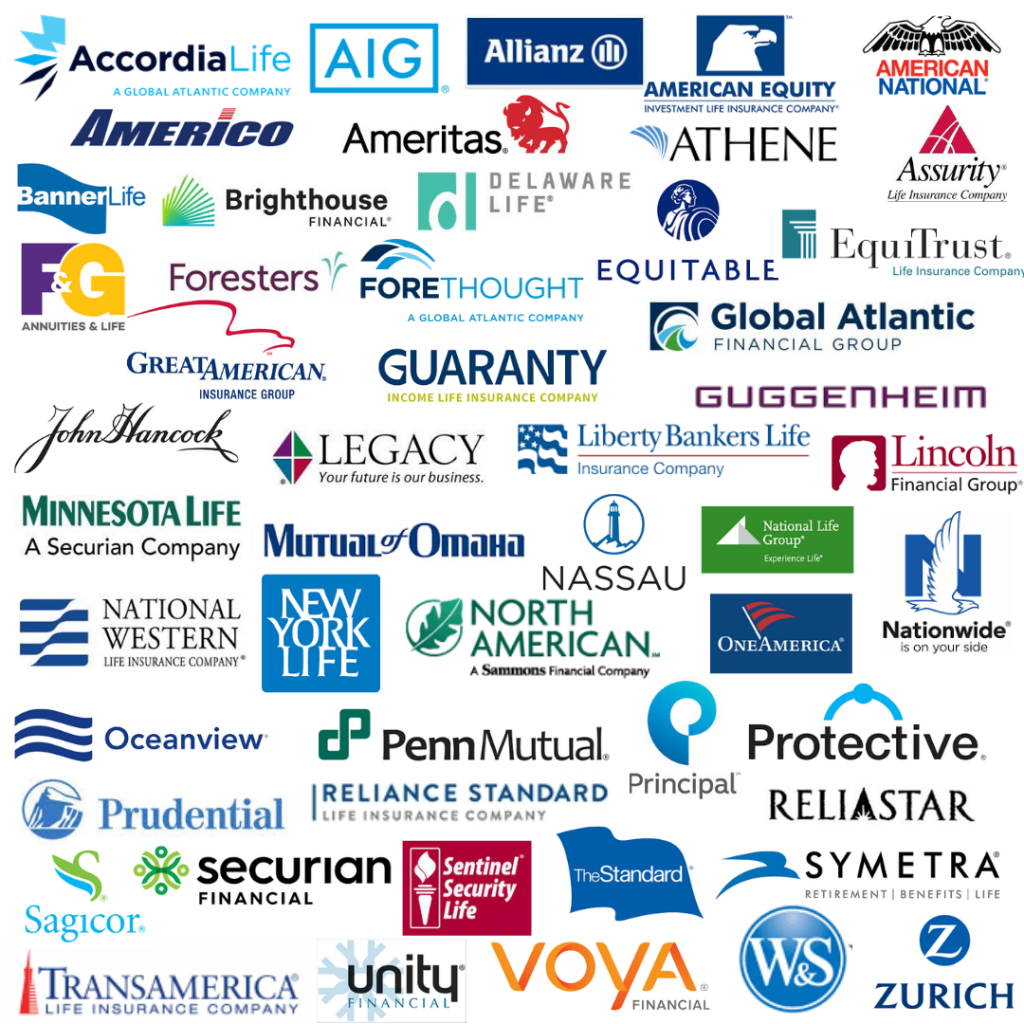 AccordiaLife
A GLOBAL ATLANTIC COMPANY
AIG®
Allianz
AMERICAN EQUITY
INVESTMENT LIFE INSURANCE COMPANY®
AMERICAN
NATIONAL®
AMERICO
Ameritas®
ATHENE
Assurity®
Life Insurance Company
BannerLife
Brighthouse
FINANCIAL®
d
DELAWARE
LIFE®
EQUITABLE
EQUITRUST®
Life Insurance Company
F&G
ANNUITIES & LIFE
Foresters
FORETHOUGHT
A GLOBAL ATLANTIC COMPANY
Global Atlantic
FINANCIAL GROUP
GREATAMERICAN®
INSURANCE GROUP
GUARANTY
INCOME LIFE INSURANCE COMPANY
GUGGENHEIM
John Hancock
LEGACY
Your future is our business.
Liberty Bankers Life
Insurance Company
Lincoln
Financial Group®
MINNESOTA LIFE
A Securian Company
MUTUAL of OMAHA
NASSAU
National Life
Group®
Experience Life®
N
Nationwide®
is on your side
NATIONAL
WESTERN
LIFE INSURANCE COMPANY®
NEW
YORK
LIFE
NORTH
AMERICAN℠
A Sammons Financial Company
ONEAMERICA®
Oceanview®
PennMutual®
Principal™
Protective®
Prudential
RELIANCE STANDARD
LIFE INSURANCE COMPANY
RELIASTAR
Sagicor®
securian
FINANCIAL
Sentinel®
Security
Life
TheStandard®
SYMETRA®
RETIREMENT | BENEFITS | LIFE
TRANSAMERICA®
LIFE INSURANCE COMPANY
unity®
FINANCIAL
VOYA®
FINANCIAL
W&S
Z
ZURICH